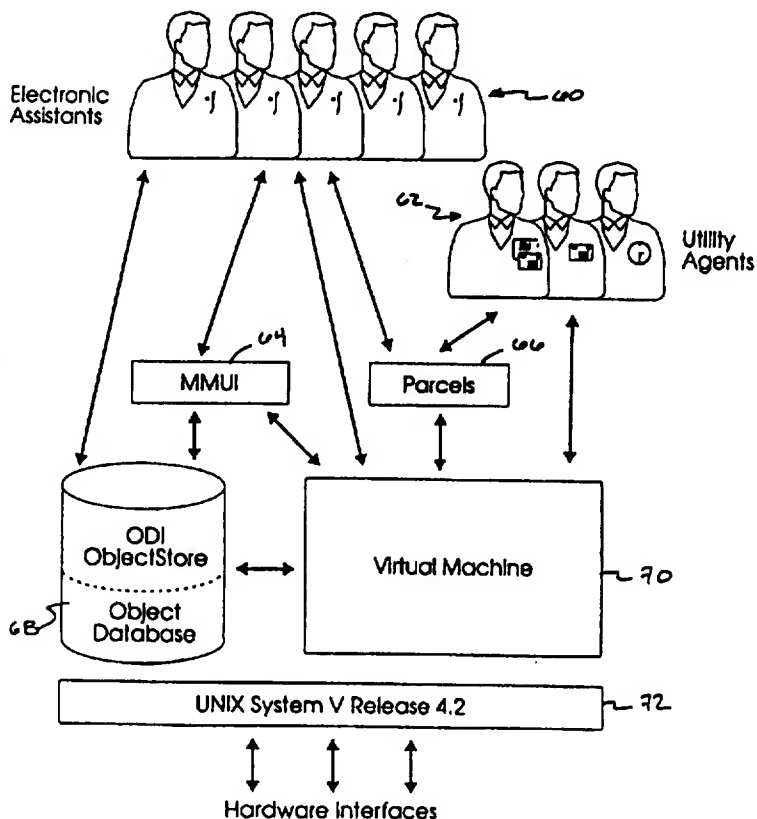 Electronic
Assistants
60
62
Utility
Agents
64
MMUI
66
Parcels
ODI
ObjectStore
Object
Database
68
Virtual Machine
70
UNIX System V Release 4.2
72
Hardware Interfaces